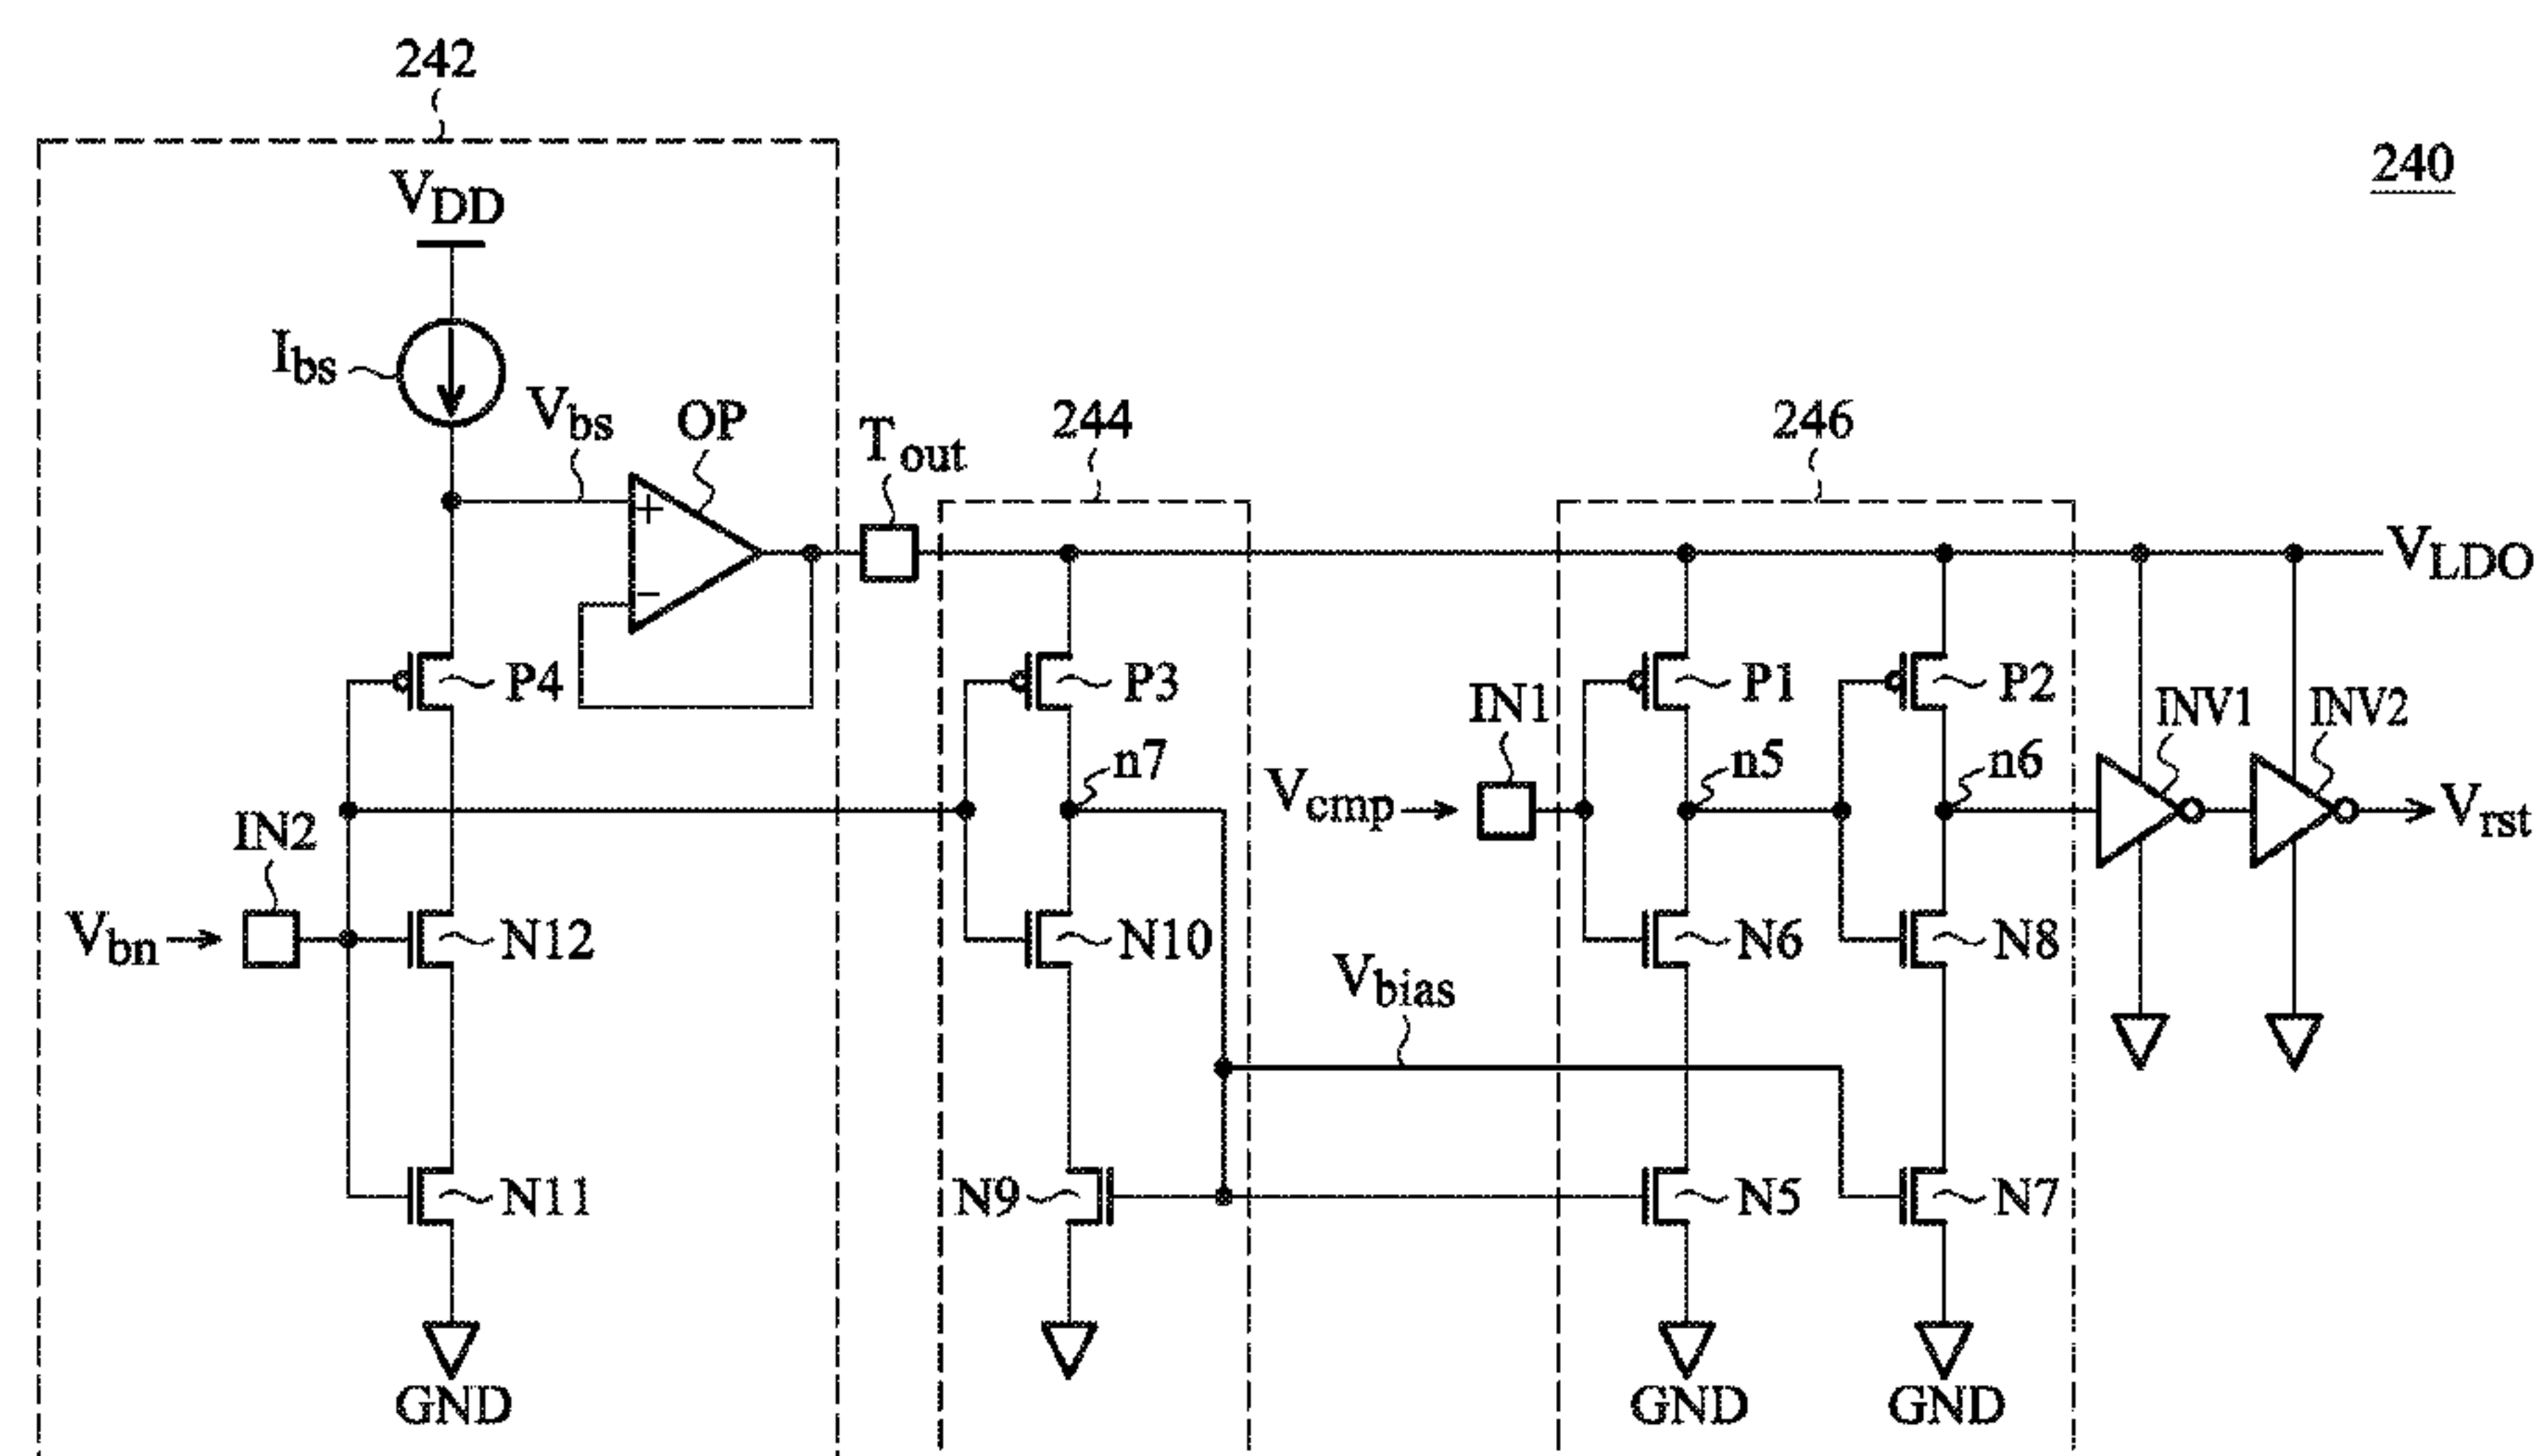 242
240
VDD
Ibs
Vbs
OP
Tout
244
246
VLDO
+
−
P4
P3
P1
P2
IN1
INV1
INV2
n7
n5
n6
Vcmp
Vrst
IN2
Vbn
N12
N10
N6
N8
Vbias
N11
N9
N5
N7
GND
GND
GND